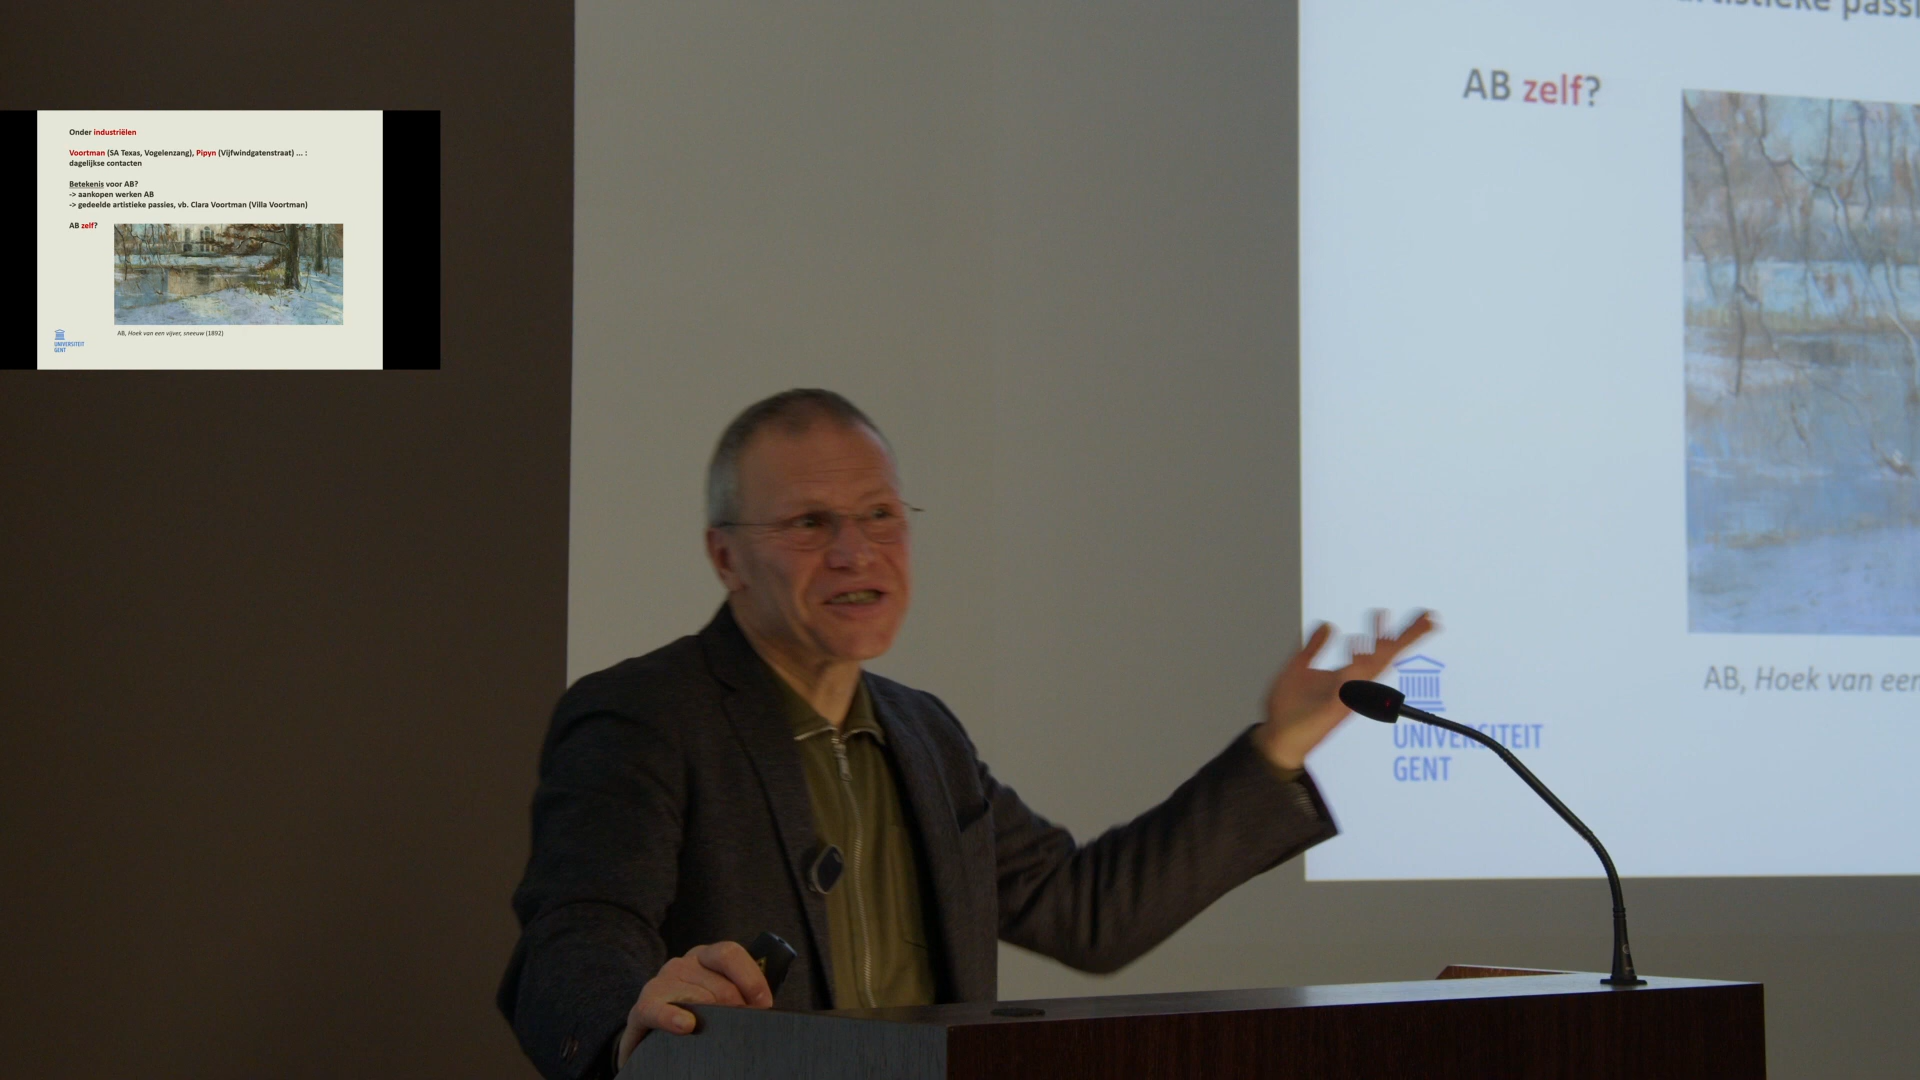 Onder industriëlen
Voortman (SA Texas, Vogelenzang), Pipyn (Vijfwindgatenstraat) ... :
dagelijkse contacten
Betekenis voor AB?
-> aankopen werken AB
-> gedeelde artistieke passies, vb. Clara Voortman (Villa Voortman)
AB zelf?
AB, Hoek van een vijver, sneeuw (1892)
UNIVERSITEIT
GENT
AB zelf?
AB, Hoek van een
UNIVERSITEIT
GENT